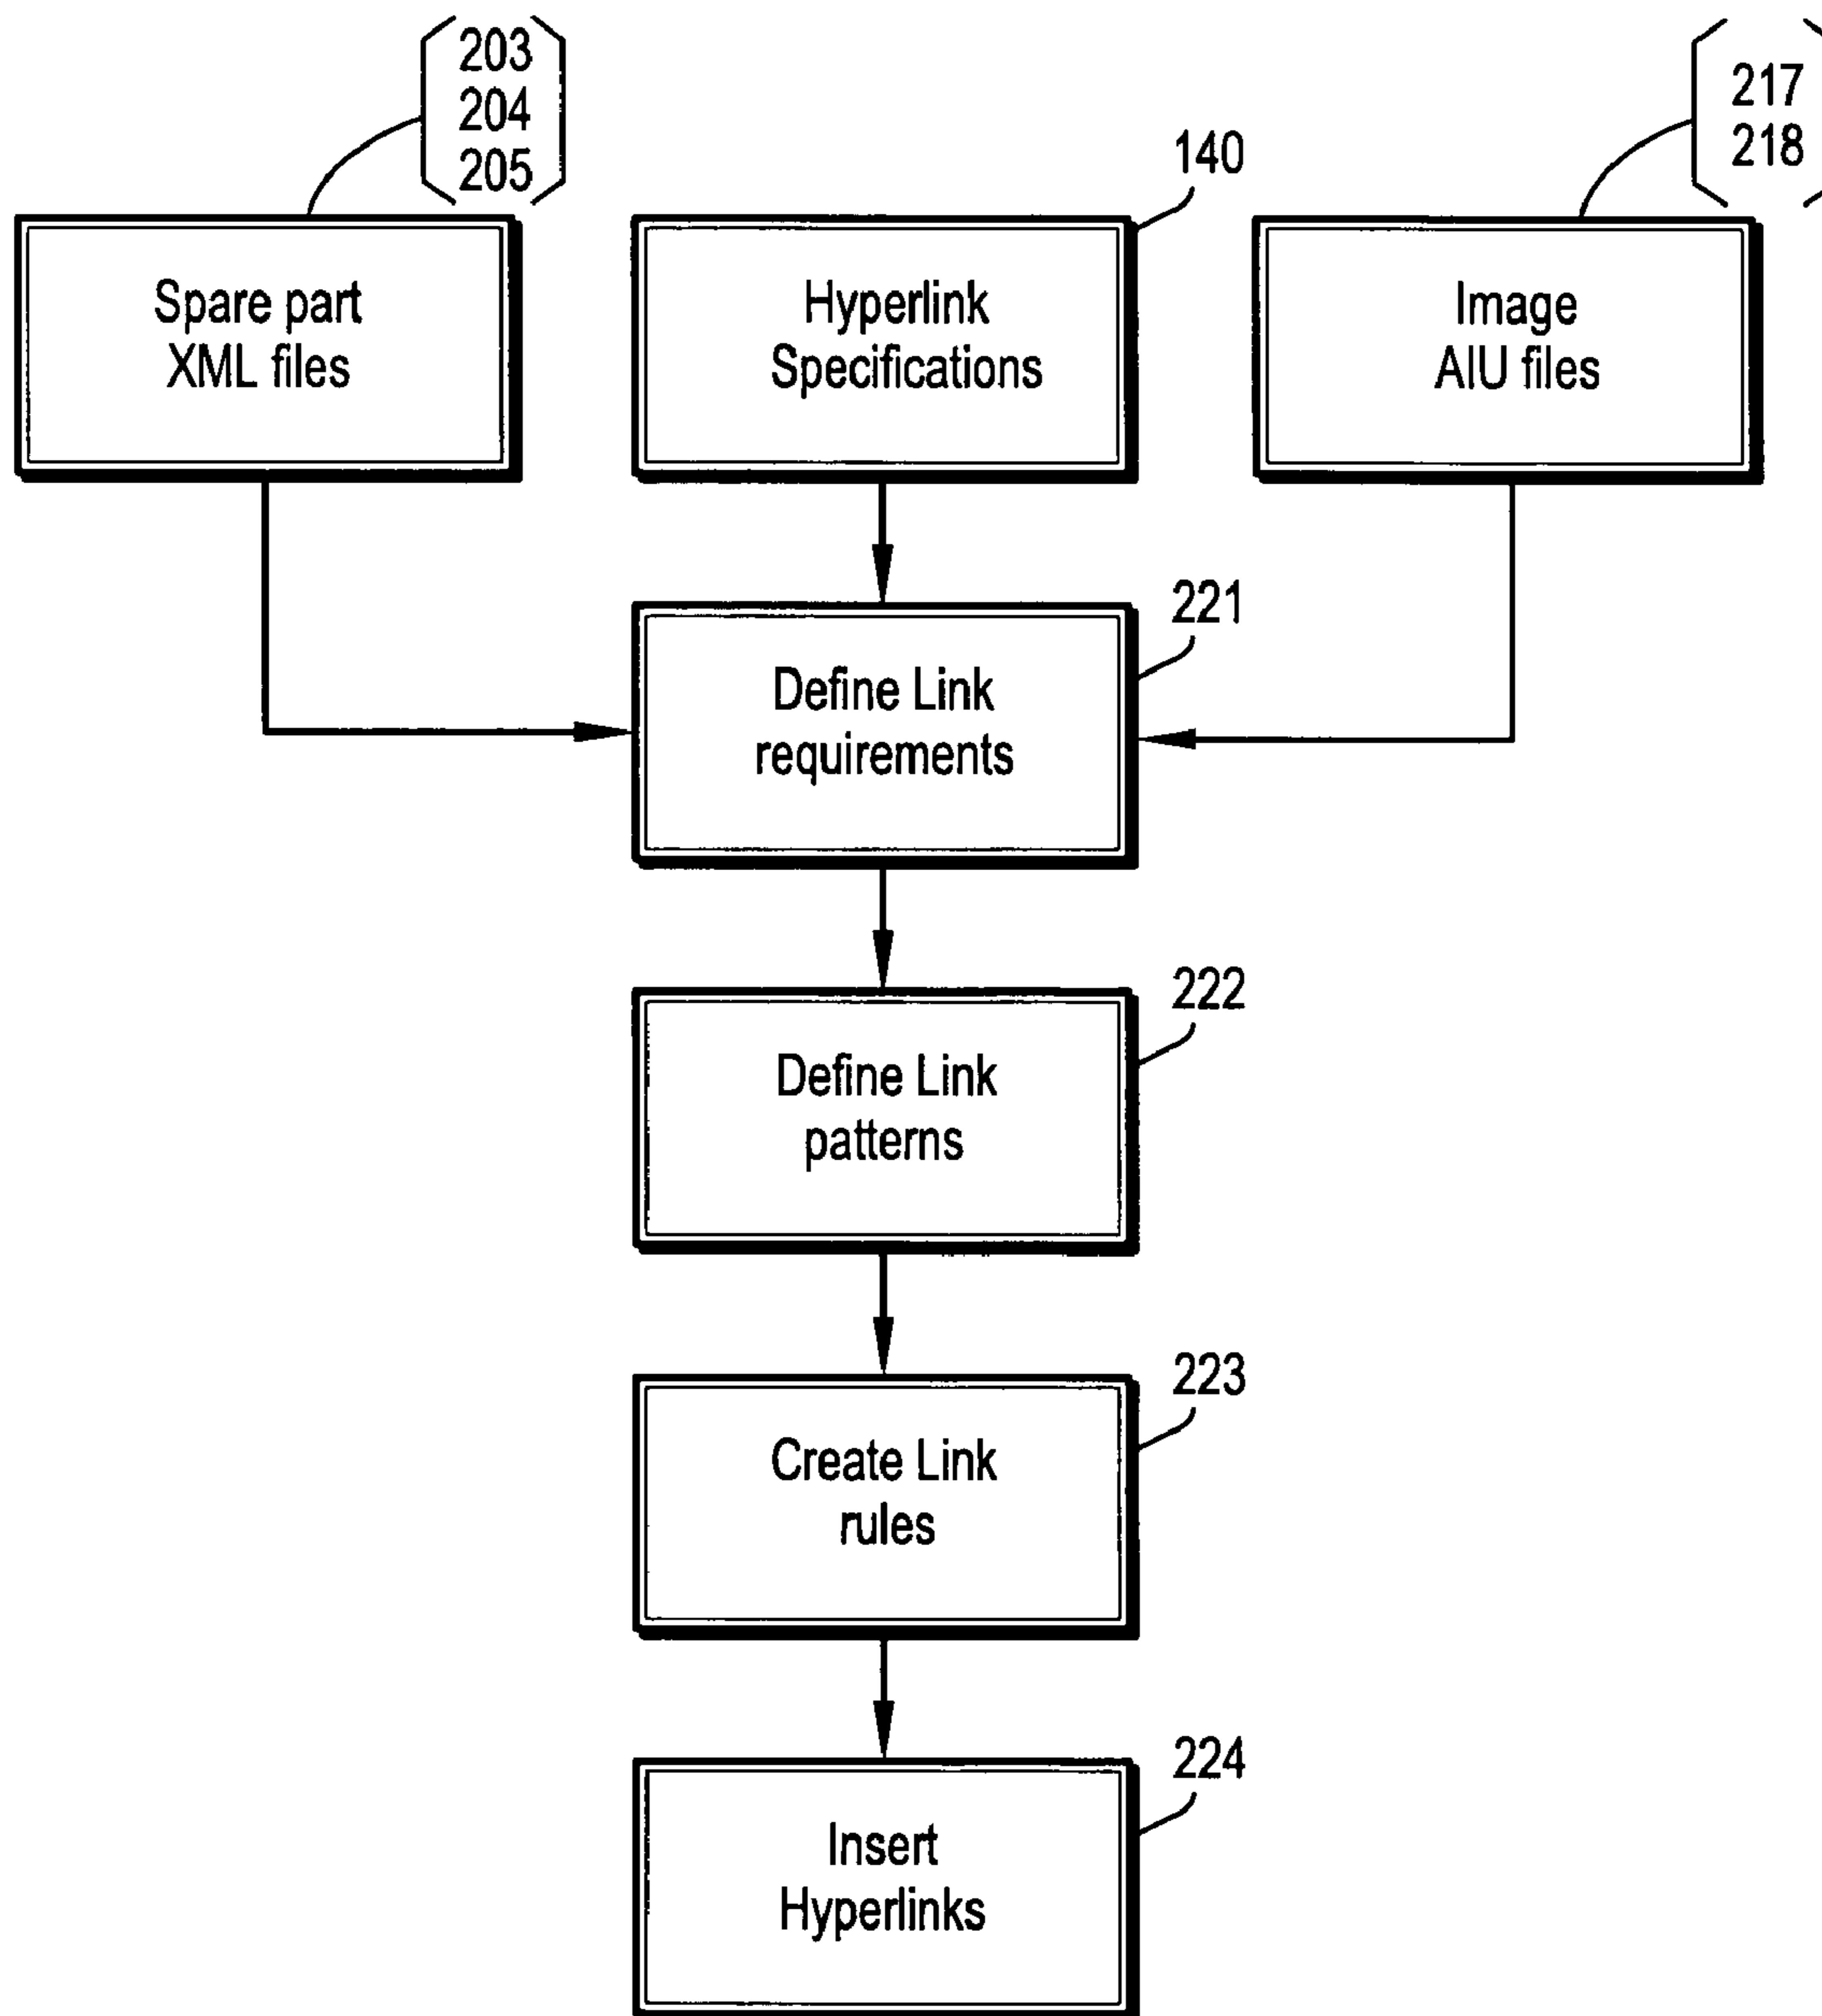 203
204
205
217
218
140
Spare part
XML files
Hyperlink
Specifications
Image
AIU files
221
Define Link
requirements
222
Define Link
patterns
223
Create Link
rules
224
Insert
Hyperlinks